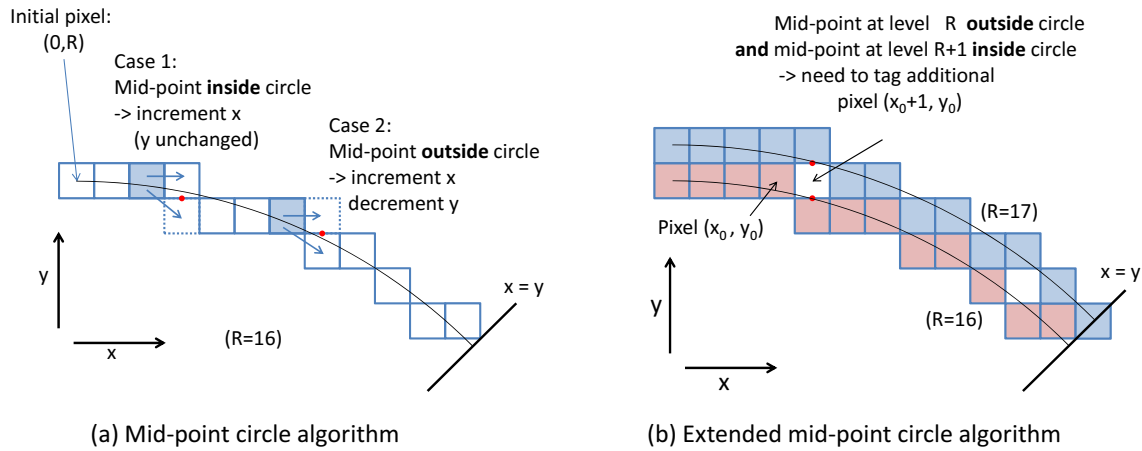 Initial pixel:
(0,R)
Case 1:
Mid-point inside circle
-> increment x
(y unchanged)
Case 2:
Mid-point outside circle
-> increment x
decrement y
y
x
(R=16)
x = y
(a) Mid-point circle algorithm
Mid-point at level R outside circle
and mid-point at level R+1 inside circle
-> need to tag additional
pixel (x₀+1, y₀)
Pixel (x₀ , y₀)
(R=17)
x = y
y
(R=16)
x
(b) Extended mid-point circle algorithm